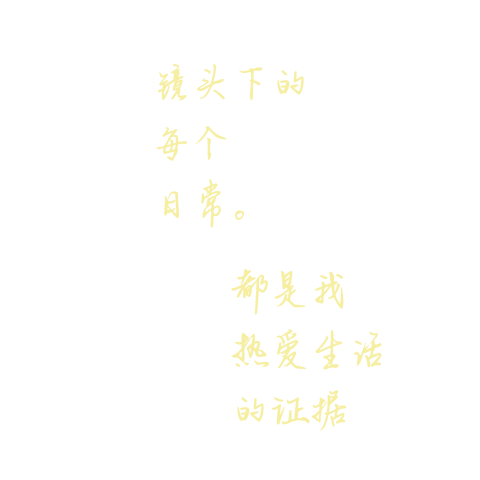 镜头下的
每个
日常。
都是我
热爱生活
的证据